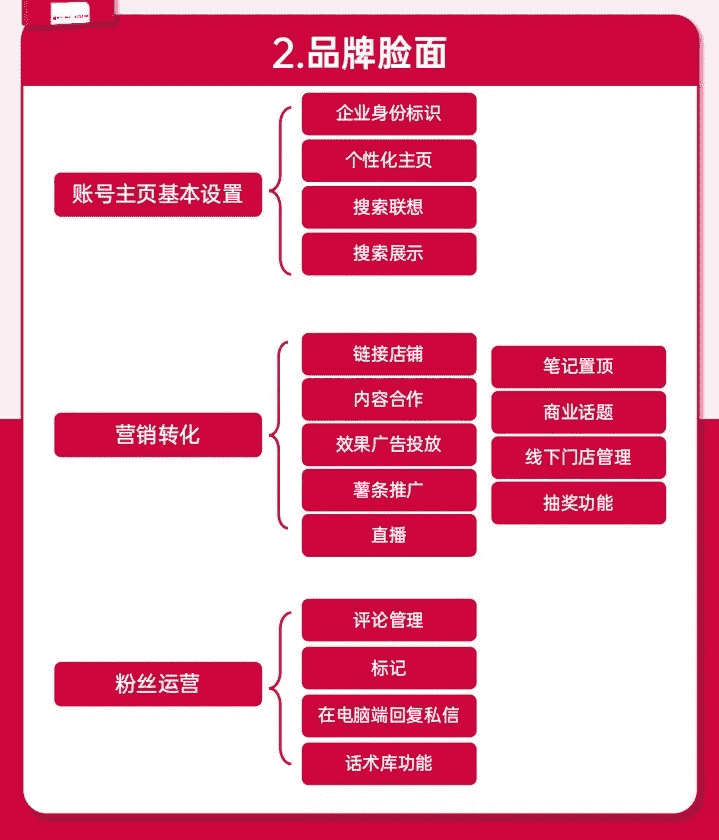 2.品牌脸面
账号主页基本设置
企业身份标识
个性化主页
搜索联想
搜索展示
营销转化
链接店铺
内容合作
效果广告投放
薯条推广
直播
笔记置顶
商业话题
线下门店管理
抽奖功能
粉丝运营
评论管理
标记
在电脑端回复私信
话术库功能